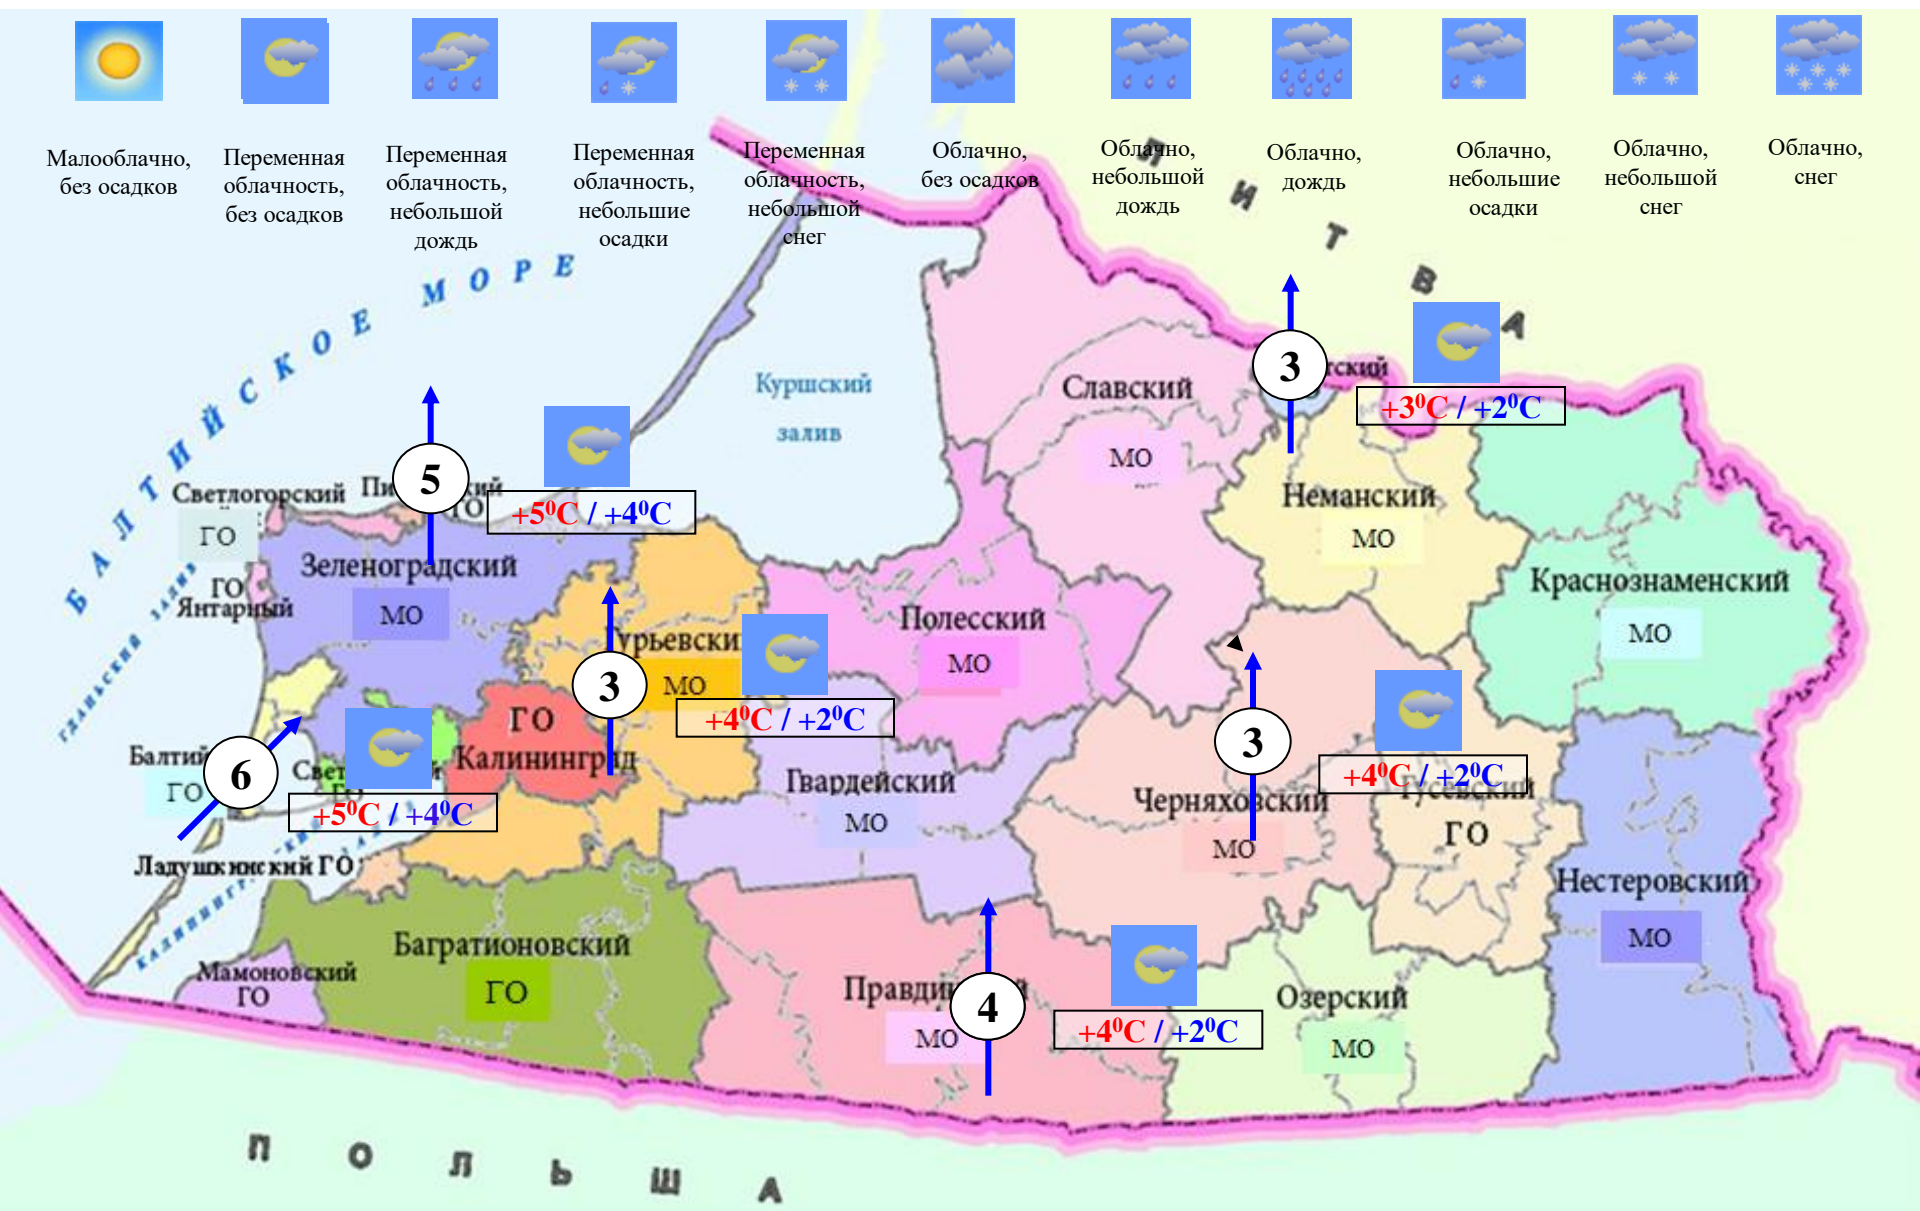 Малооблачно,
без осадков
Переменная
облачность,
без осадков
Переменная
облачность,
небольшой
дождь
Переменная
облачность,
небольшие
осадки
Переменная
облачность,
небольшой
снег
Облачно,
без осадков
Облачно,
небольшой
дождь
Облачно,
дождь
Облачно,
небольшие
осадки
Облачно,
небольшой
снег
Облачно,
снег
ЛИТВА
БАЛТИЙСКОЕ МОРЕ
Куршский
залив
Славский
МО
3
+3⁰C / +2⁰C
Неманский
МО
Краснознаменский
МО
5
+5⁰C / +4⁰C
Светлогорский
ГО
ГО
Янтарный
Зеленоградский
МО
МО
3
+4⁰C / +2⁰C
Полесский
МО
ГО
Калининград
6
ГО
+5⁰C / +4⁰C
Ладушкинский ГО
Гвардейский
МО
3
+4⁰C / +2⁰C
Черняховский
МО
Гусевский
ГО
Нестеровский
МО
Багратионовский
ГО
Мамоновский
ГО
4
МО
+4⁰C / +2⁰C
Озерский
МО
ПОЛЬША